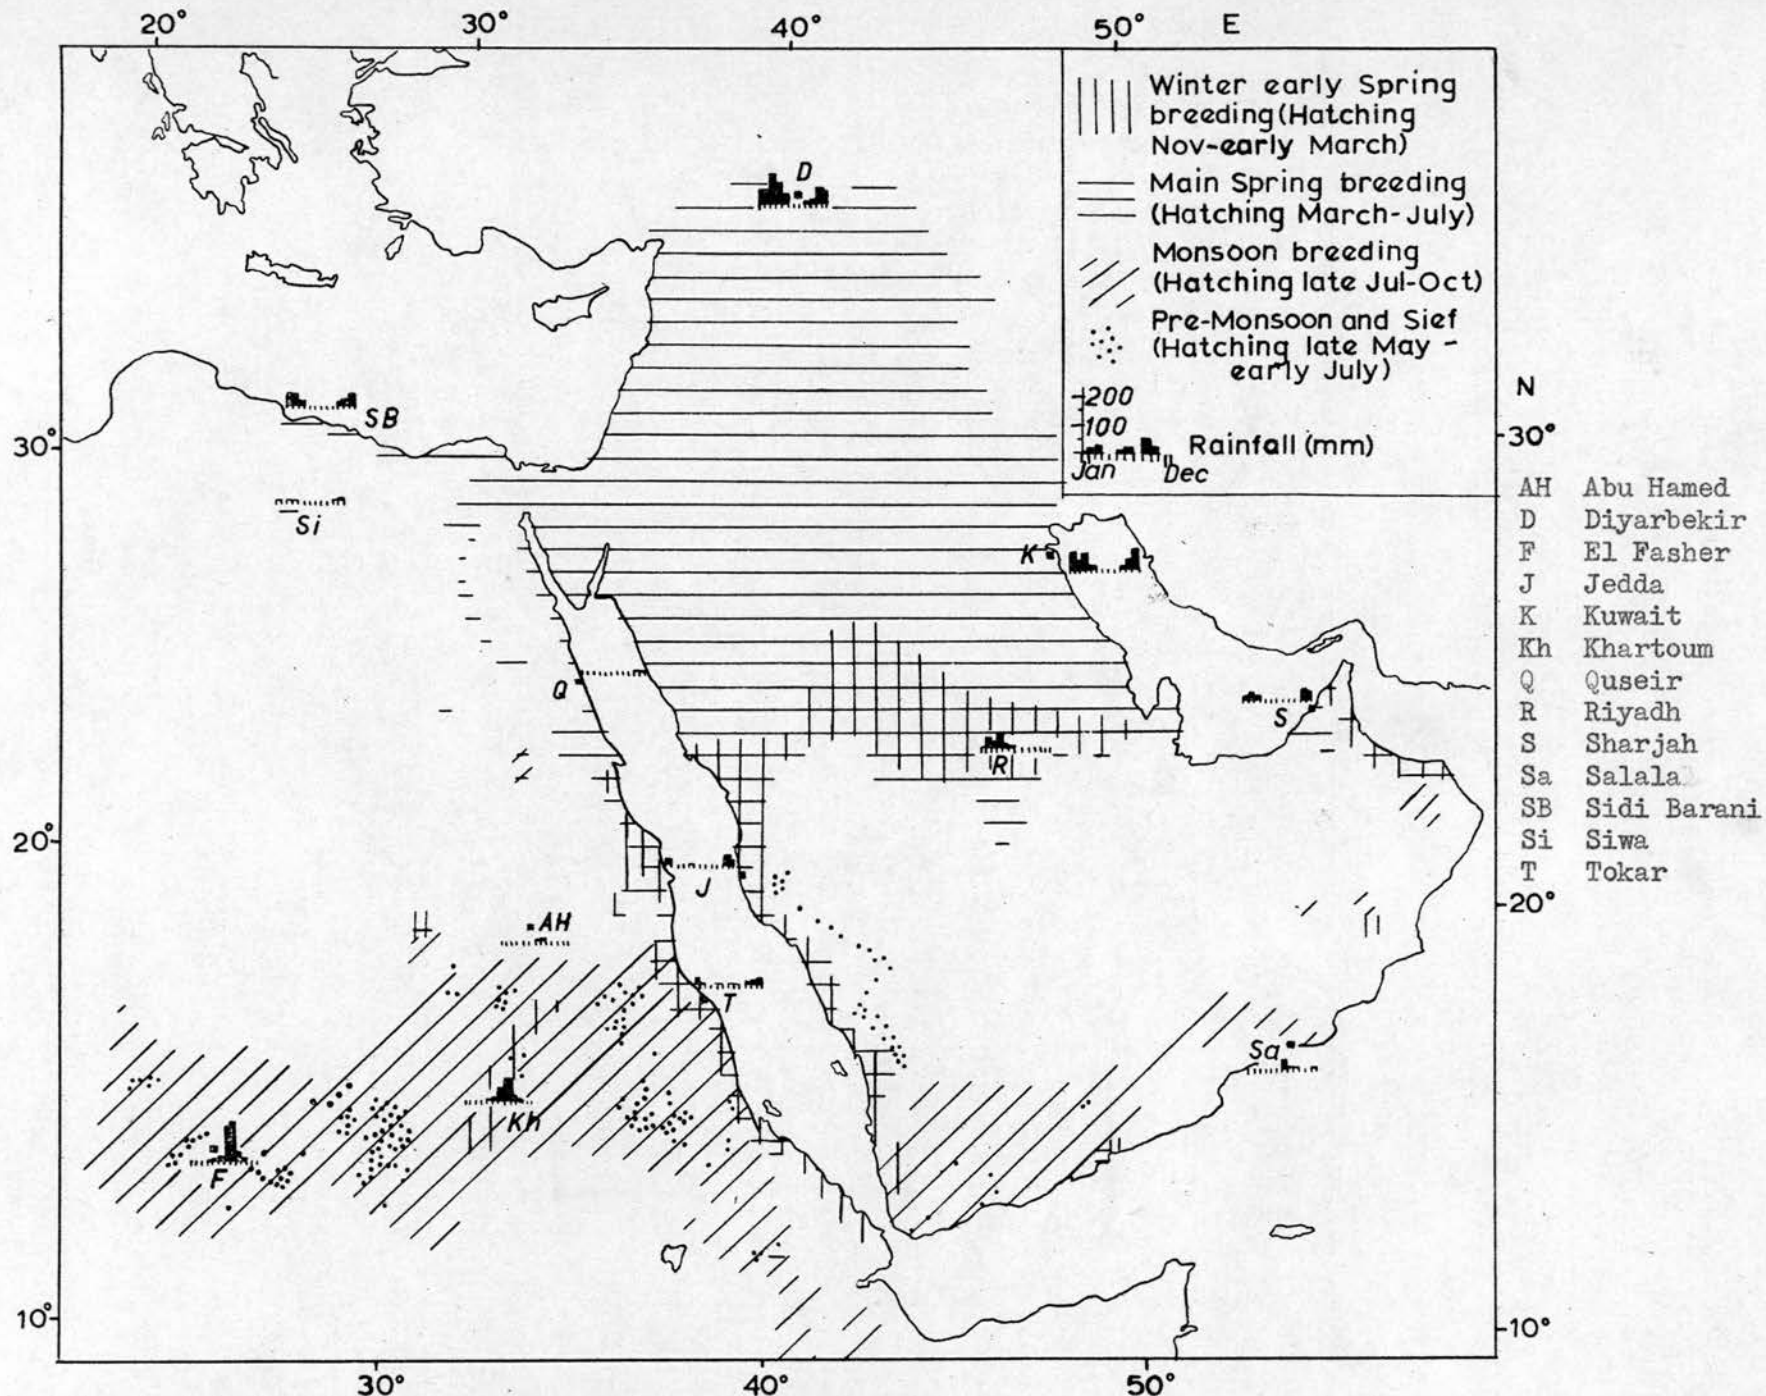 20° 30° 40° 50° E
Winter early Spring
breeding (Hatching
Nov-early March)
Main Spring breeding
(Hatching March-July)
Monsoon breeding
(Hatching late Jul-Oct)
Pre-Monsoon and Sief
(Hatching late May -
early July)
200
100
Rainfall (mm)
Jan Dec
N
30°
30°
D
SB
Si
K
Q
S
R
20°
20°
J
AH
T
Sa
Kh
F
10°
10°
30° 40° 50°
AH Abu Hamed
D Diyarbekir
F El Fasher
J Jedda
K Kuwait
Kh Khartoum
Q Quseir
R Riyadh
S Sharjah
Sa Salalal
SB Sidi Barani
Si Siwa
T Tokar